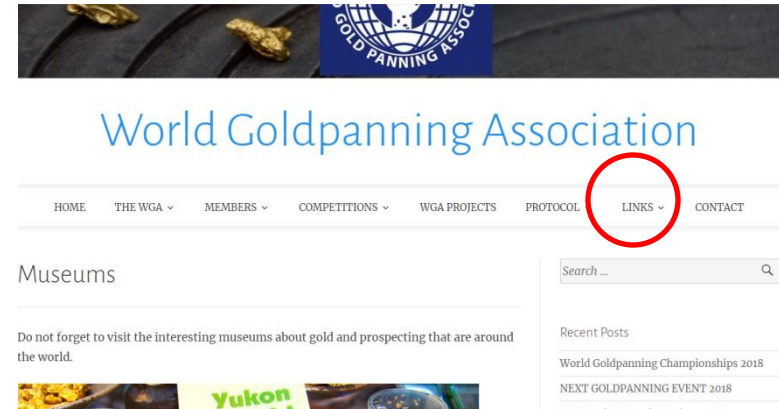 GOLD PANNING ASSOC
World Goldpanning Association
HOME THE WGA MEMBERS COMPETITIONS WGA PROJECTS PROTOCOL LINKS CONTACT
Museums
Do not forget to visit the interesting museums about gold and prospecting that are around
the world.
Yukon
Search ...
Recent Posts
World Goldpanning Championships 2018
NEXT GOLDPANNING EVENT 2018